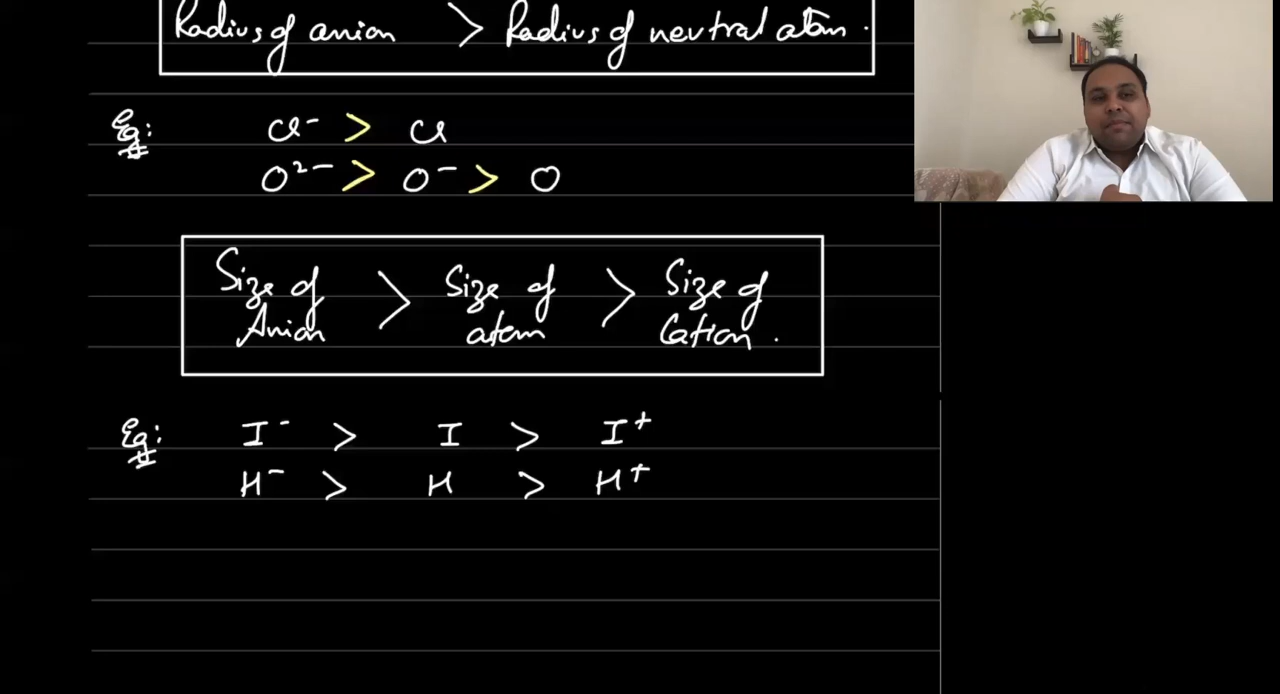 Radius of anion > Radius of neutral atom.
Eg: Cl- > Cl
O²- > O- > O
Size of Anion > Size of atom > Size of Cation.
Eg: I- > I > I+
H- > H > H+